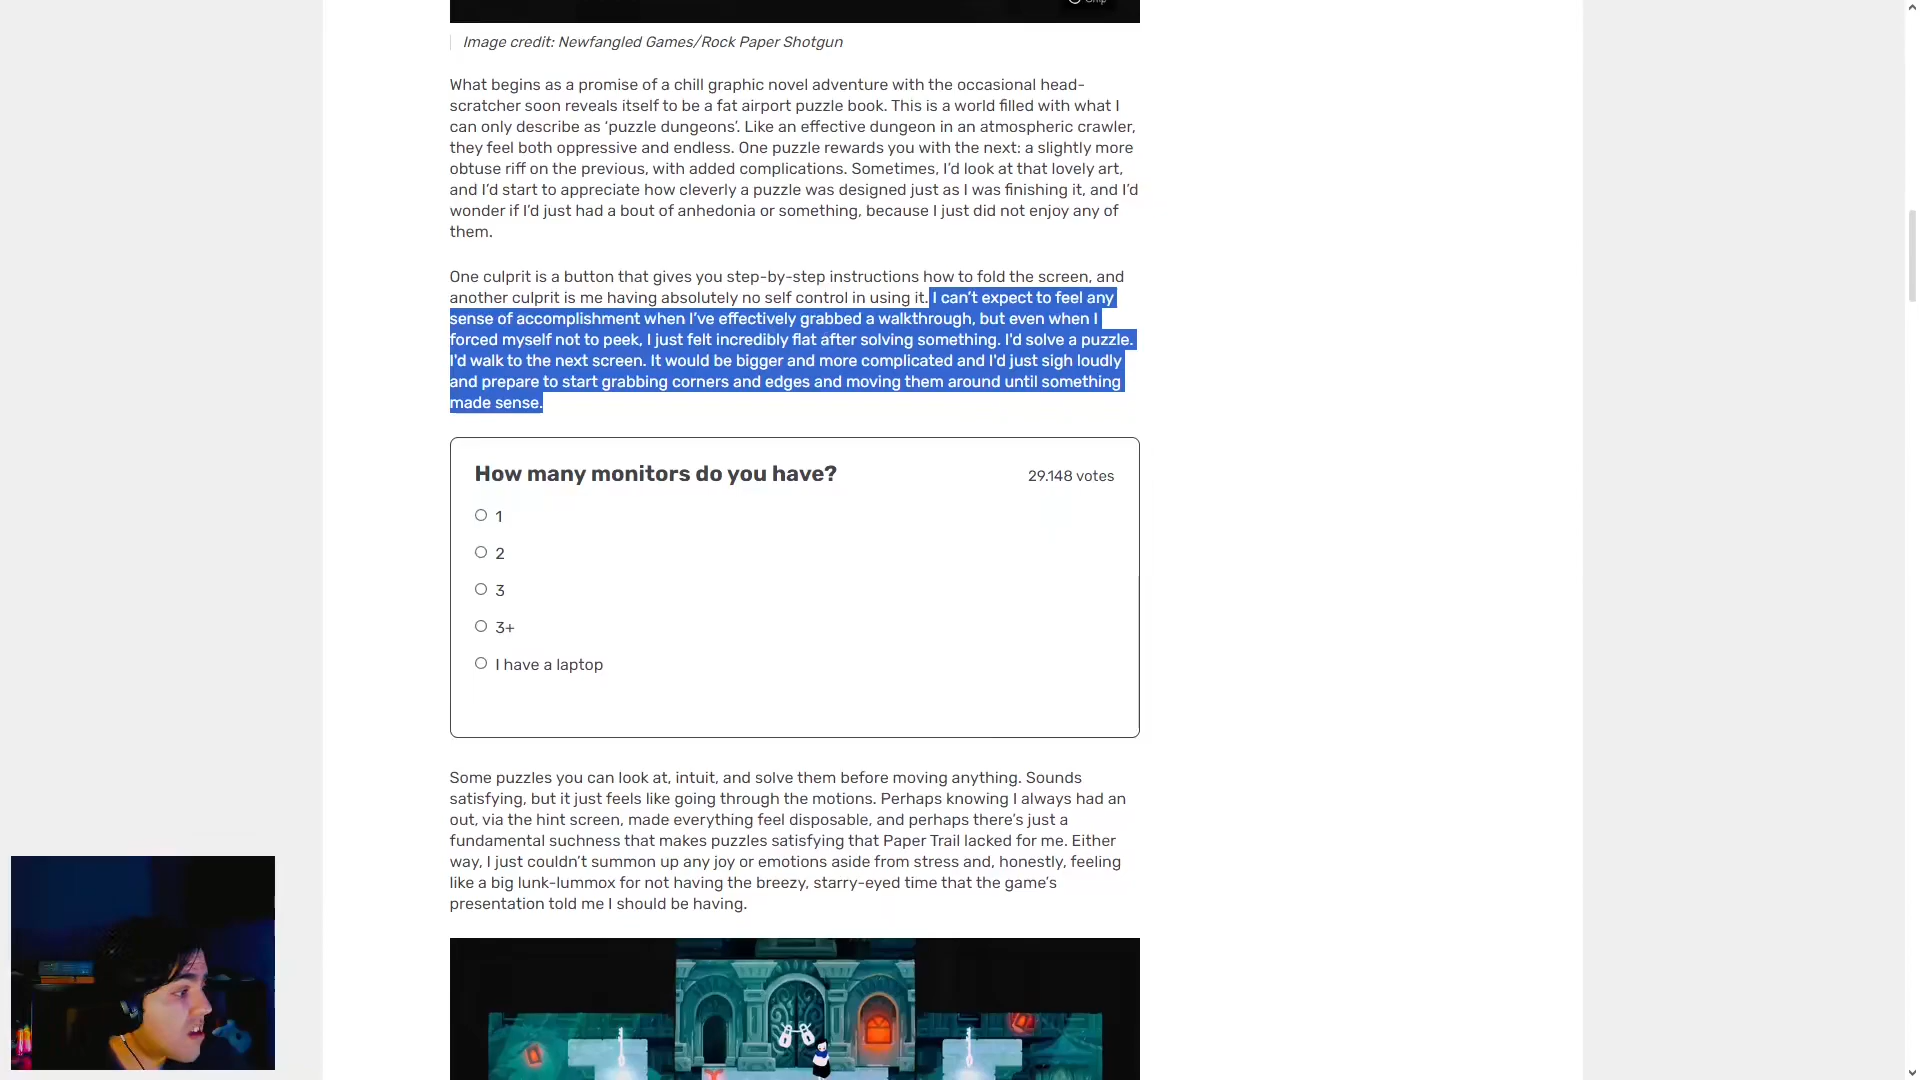 Image credit: Newfangled Games/Rock Paper Shotgun
What begins as a promise of a chill graphic novel adventure with the occasional head-
scratcher soon reveals itself to be a fat airport puzzle book. This is a world filled with what I
can only describe as ‘puzzle dungeons’. Like an effective dungeon in an atmospheric crawler,
they feel both oppressive and endless. One puzzle rewards you with the next: a slightly more
obtuse riff on the previous, with added complications. Sometimes, I’d look at that lovely art,
and I’d start to appreciate how cleverly a puzzle was designed just as I was finishing it, and I’d
wonder if I’d just had a bout of anhedonia or something, because I just did not enjoy any of
them.
One culprit is a button that gives you step-by-step instructions how to fold the screen, and
another culprit is me having absolutely no self control in using it. I can’t expect to feel any
sense of accomplishment when I’ve effectively grabbed a walkthrough, but even when I
forced myself not to peek, I just felt incredibly flat after solving something. I'd solve a puzzle.
I'd walk to the next screen. It would be bigger and more complicated and I'd just sigh loudly
and prepare to start grabbing corners and edges and moving them around until something
made sense.
How many monitors do you have?
29.148 votes
1
2
3
3+
I have a laptop
Some puzzles you can look at, intuit, and solve them before moving anything. Sounds
satisfying, but it just feels like going through the motions. Perhaps knowing I always had an
out, via the hint screen, made everything feel disposable, and perhaps there’s just a
fundamental suchness that makes puzzles satisfying that Paper Trail lacked for me. Either
way, I just couldn’t summon up any joy or emotions aside from stress and, honestly, feeling
like a big lunk-lummox for not having the breezy, starry-eyed time that the game’s
presentation told me I should be having.